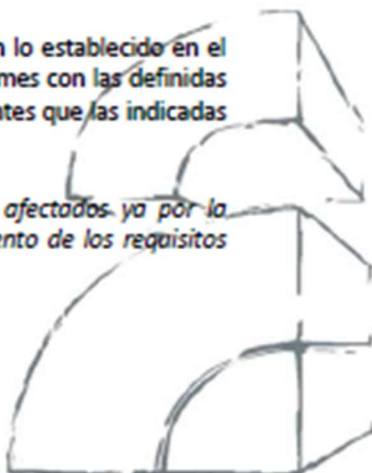 n lo establecido en el
mes con las definidas
ntes que las indicadas
afectados ya por la
ento de los requisitos